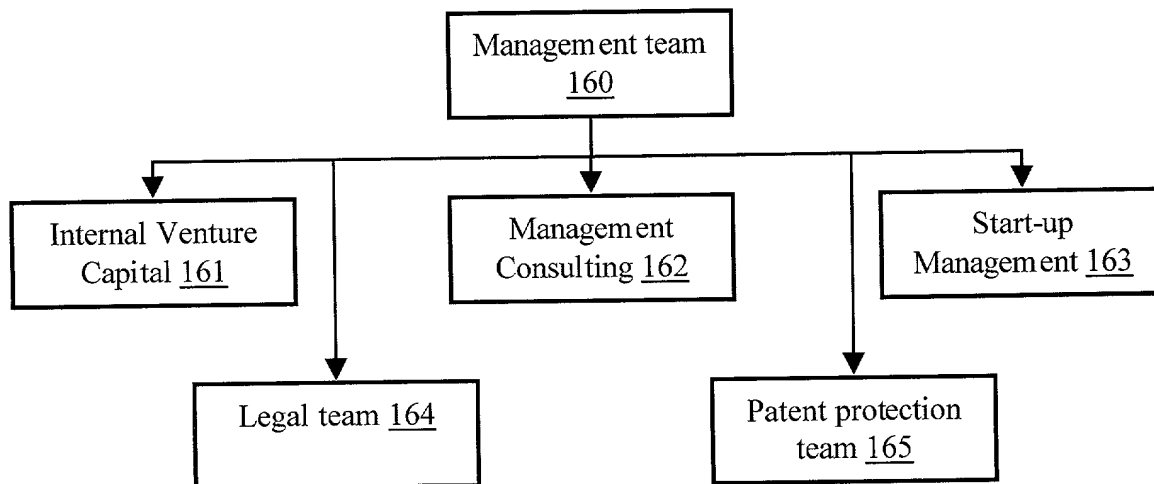 Management team
160
Internal Venture
Capital 161
Management
Consulting 162
Start-up
Management 163
Legal team 164
Patent protection
team 165